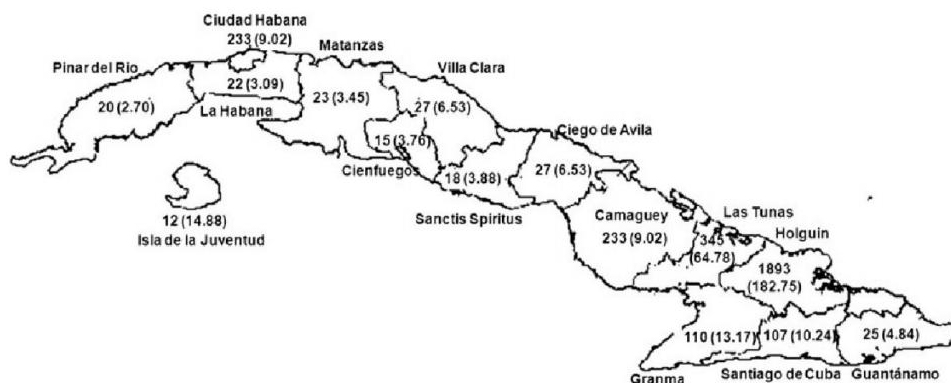 Ciudad Habana
233 (9.02)
Matanzas
Pinar del Rio
Villa Clara
22 (3.09)
20 (2.70)
23 (3.45)
27 (6.53)
La Habana
Ciego de Avila
15 (3.76)
Cienfuegos
18 (3.88)
27 (6.53)
12 (14.88)
Sanctis Spiritus
Camaguey
Las Tunas
Isla de la Juventud
233 (9.02)
345
(64.78)
Holguin
1893
(182.75)
110 (13.17)
107 (10.24)
25 (4.84)
Granma
Santiago de Cuba
Guantánamo